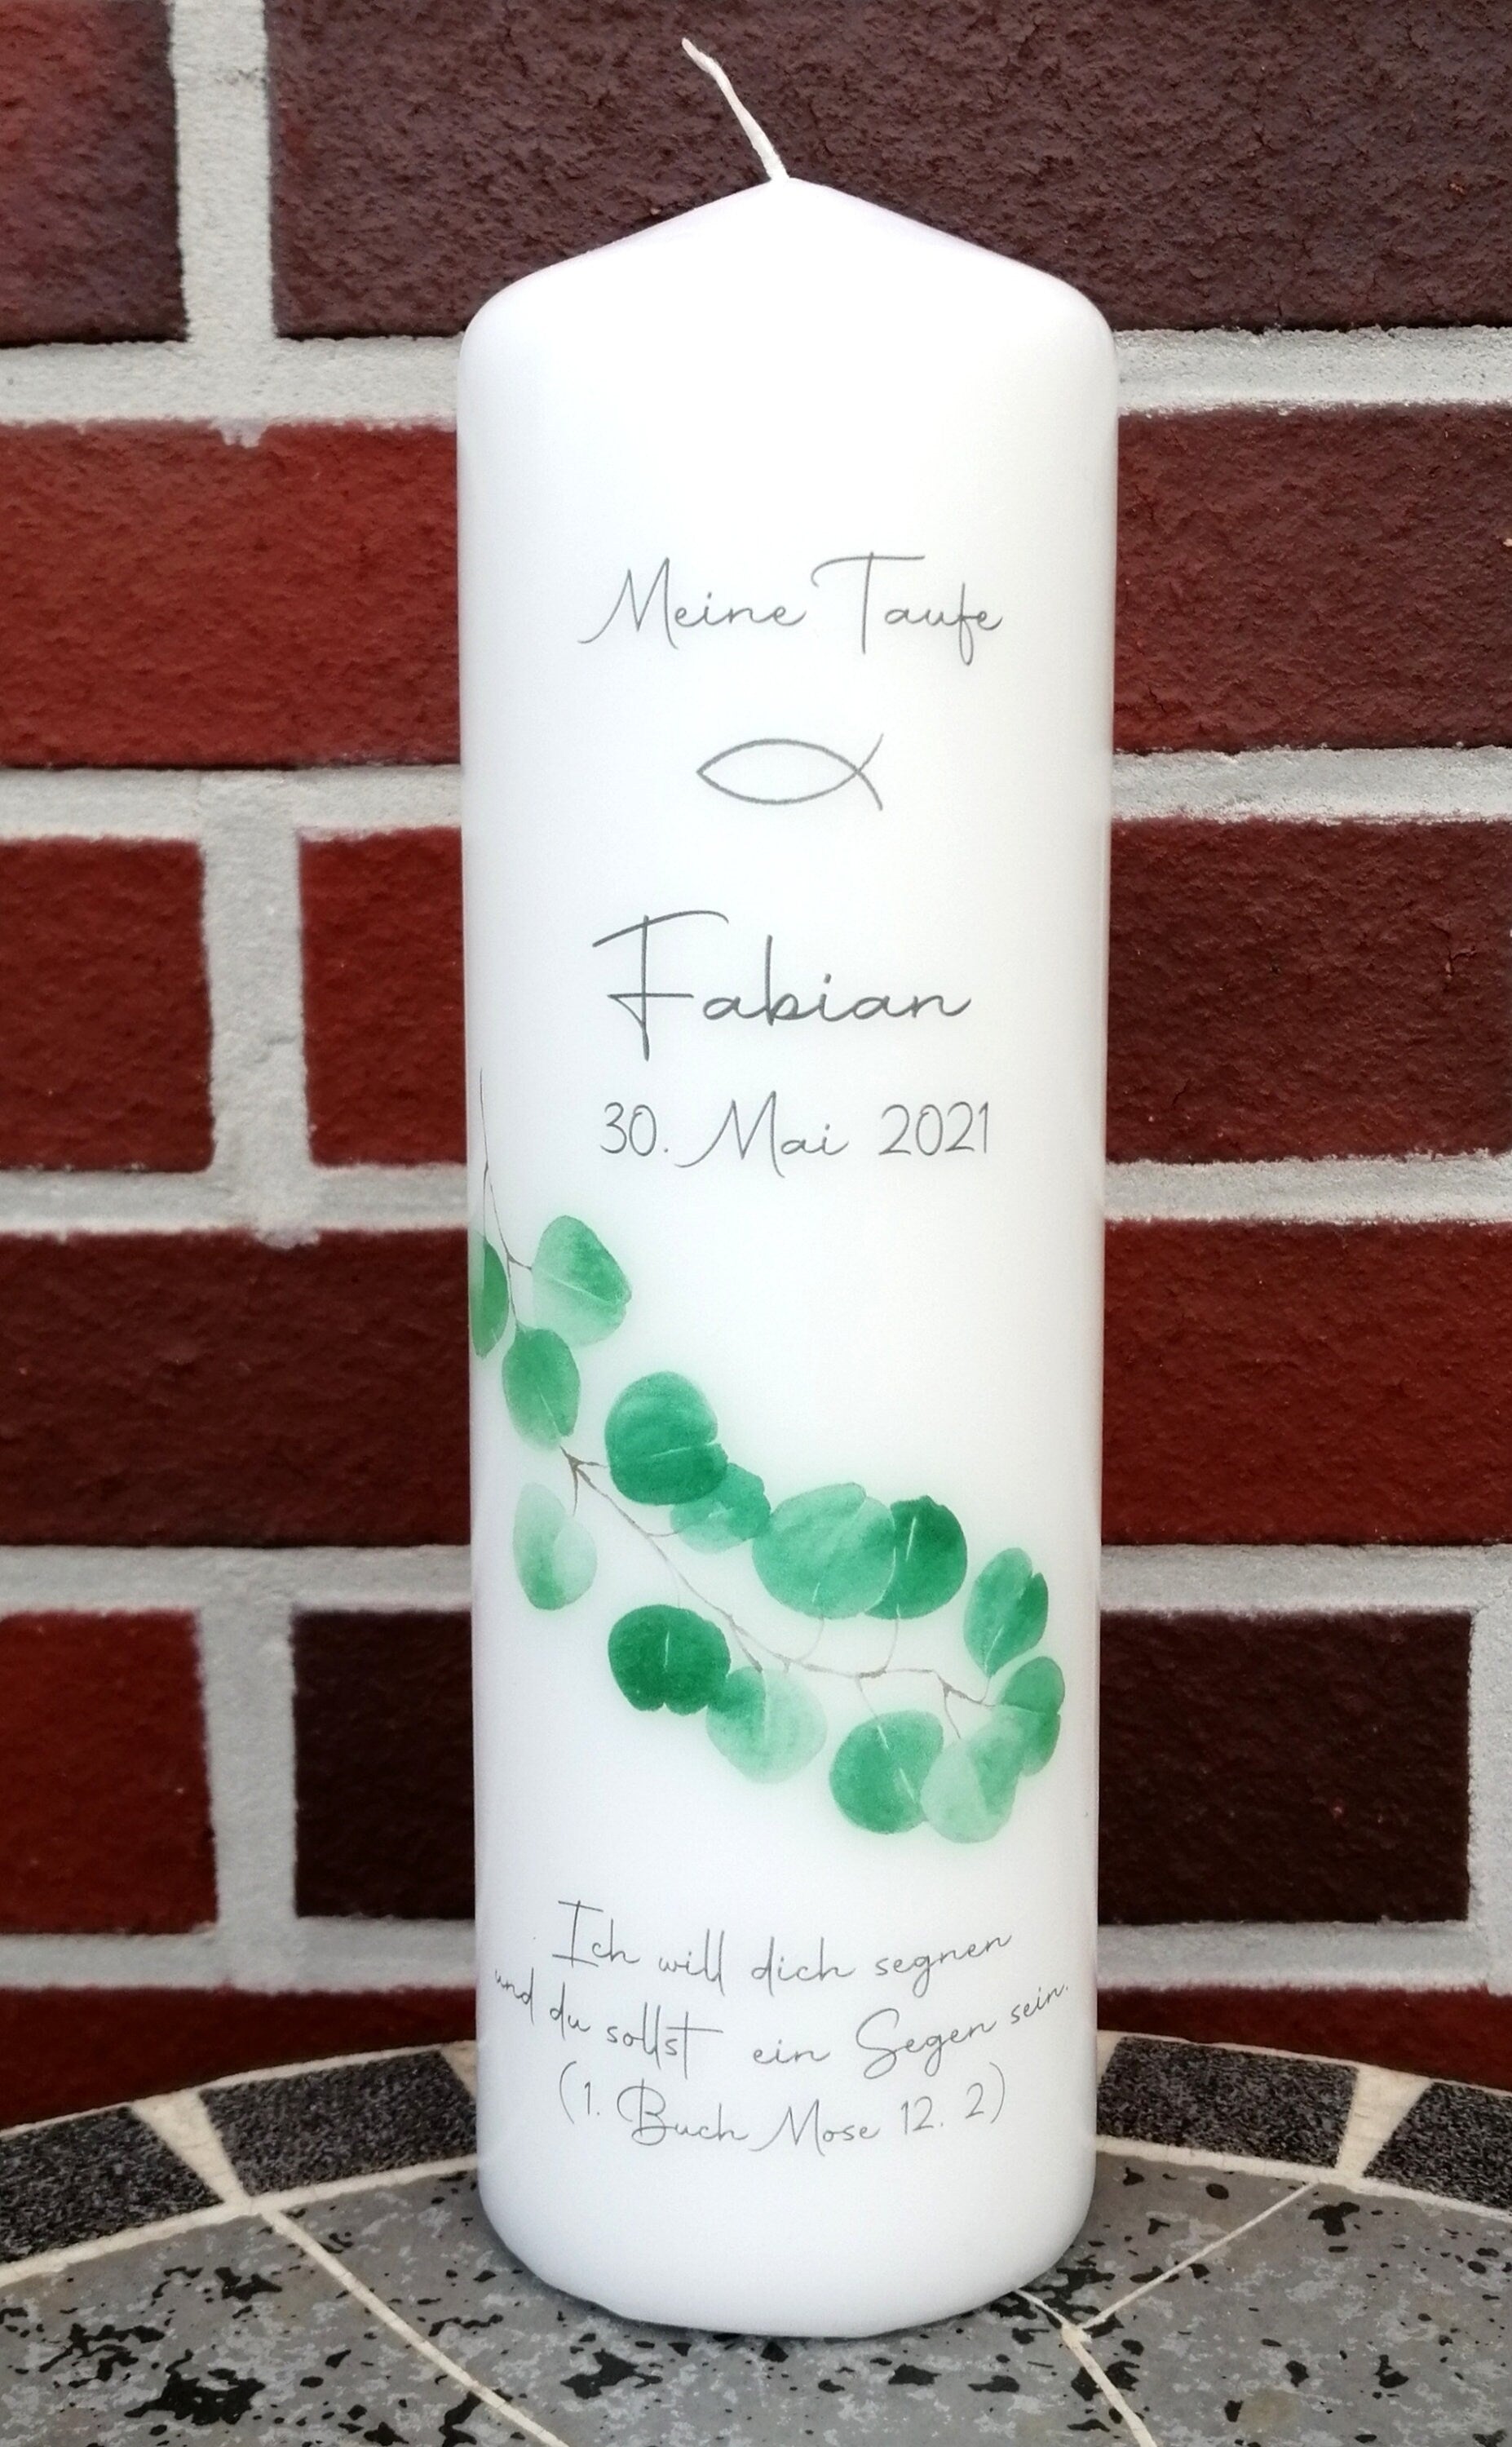 Meine Taufe
Fabian
30. Mai 2021
Ich will dich segnen
und du sollst ein Segen sein.
(1. Buch Mose 12. 2)